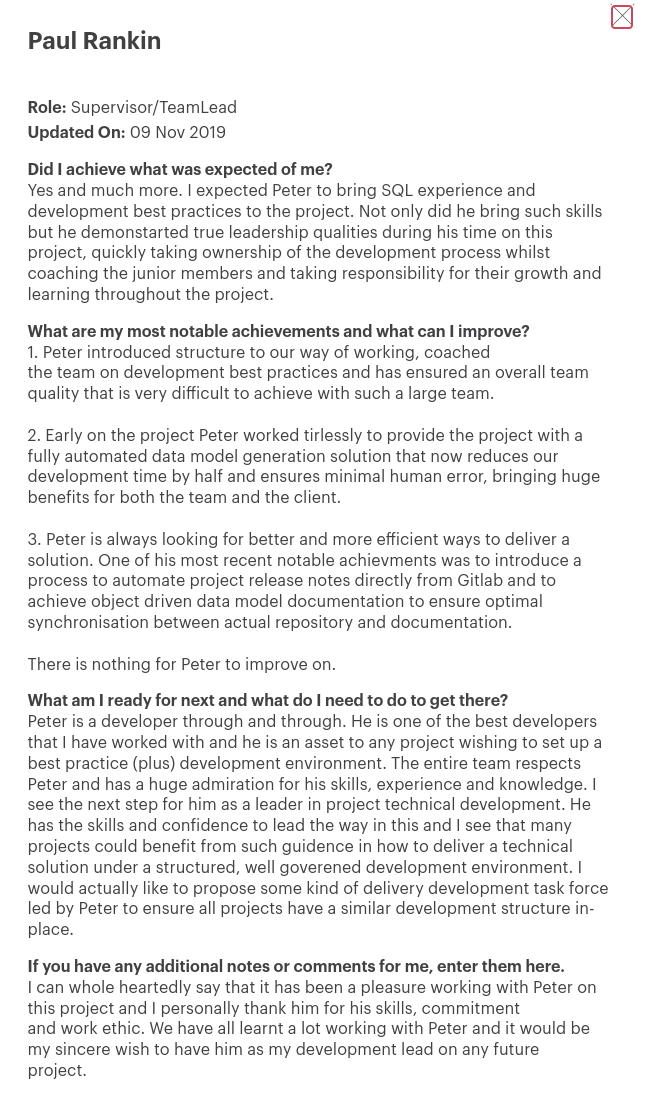 Paul Rankin
Role: Supervisor/TeamLead
Updated On: 09 Nov 2019
Did I achieve what was expected of me?
Yes and much more. I expected Peter to bring SQL experience and
development best practices to the project. Not only did he bring such skills
but he demonstarted true leadership qualities during his time on this
project, quickly taking ownership of the development process whilst
coaching the junior members and taking responsibility for their growth and
learning throughout the project.
What are my most notable achievements and what can I improve?
1. Peter introduced structure to our way of working, coached
the team on development best practices and has ensured an overall team
quality that is very difficult to achieve with such a large team.
2. Early on the project Peter worked tirlessly to provide the project with a
fully automated data model generation solution that now reduces our
development time by half and ensures minimal human error, bringing huge
benefits for both the team and the client.
3. Peter is always looking for better and more efficient ways to deliver a
solution. One of his most recent notable achievments was to introduce a
process to automate project release notes directly from Gitlab and to
achieve object driven data model documentation to ensure optimal
synchronisation between actual repository and documentation.
There is nothing for Peter to improve on.
What am I ready for next and what do I need to do to get there?
Peter is a developer through and through. He is one of the best developers
that I have worked with and he is an asset to any project wishing to set up a
best practice (plus) development environment. The entire team respects
Peter and has a huge admiration for his skills, experience and knowledge. I
see the next step for him as a leader in project technical development. He
has the skills and confidence to lead the way in this and I see that many
projects could benefit from such guidence in how to deliver a technical
solution under a structured, well goverened development environment. I
would actually like to propose some kind of delivery development task force
led by Peter to ensure all projects have a similar development structure in-
place.
If you have any additional notes or comments for me, enter them here.
I can whole heartedly say that it has been a pleasure working with Peter on
this project and I personally thank him for his skills, commitment
and work ethic. We have all learnt a lot working with Peter and it would be
my sincere wish to have him as my development lead on any future
project.